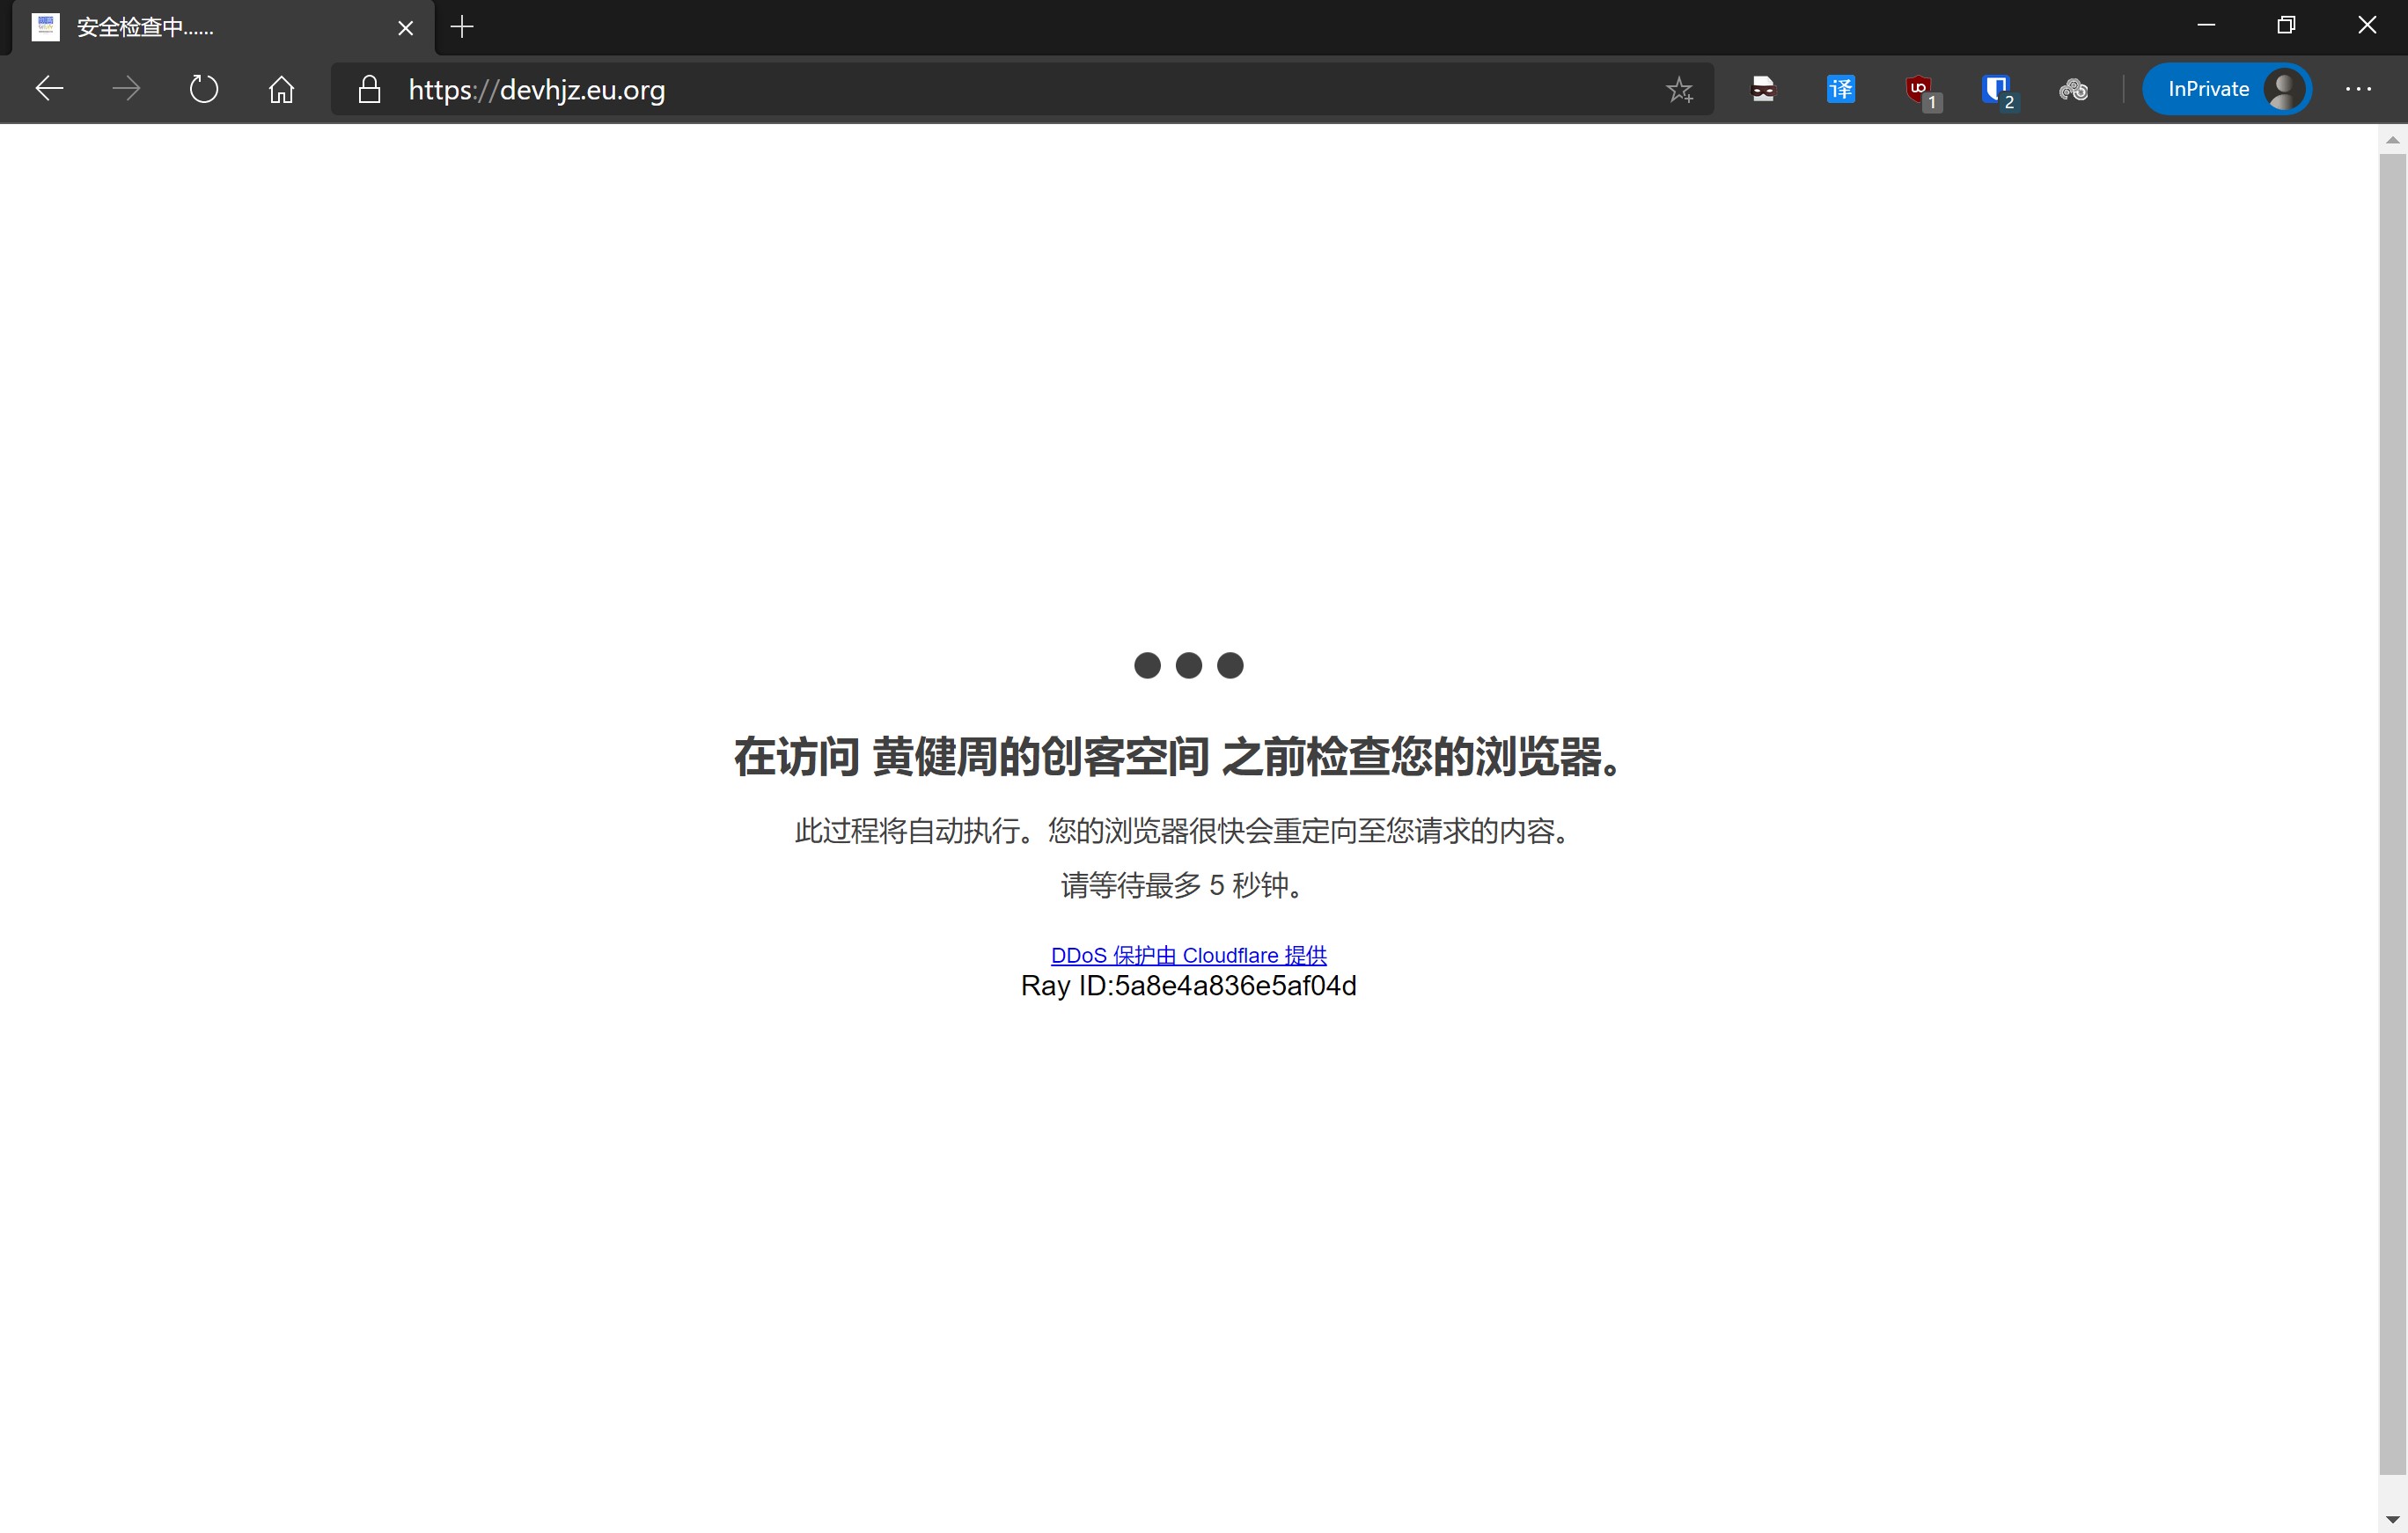 安全检查中......
https://devhjz.eu.org
译
1
2
InPrivate
在访问 黄健周的创客空间 之前检查您的浏览器。
此过程将自动执行。您的浏览器很快会重定向至您请求的内容。
请等待最多 5 秒钟。
DDoS 保护由 Cloudflare 提供
Ray ID:5a8e4a836e5af04d